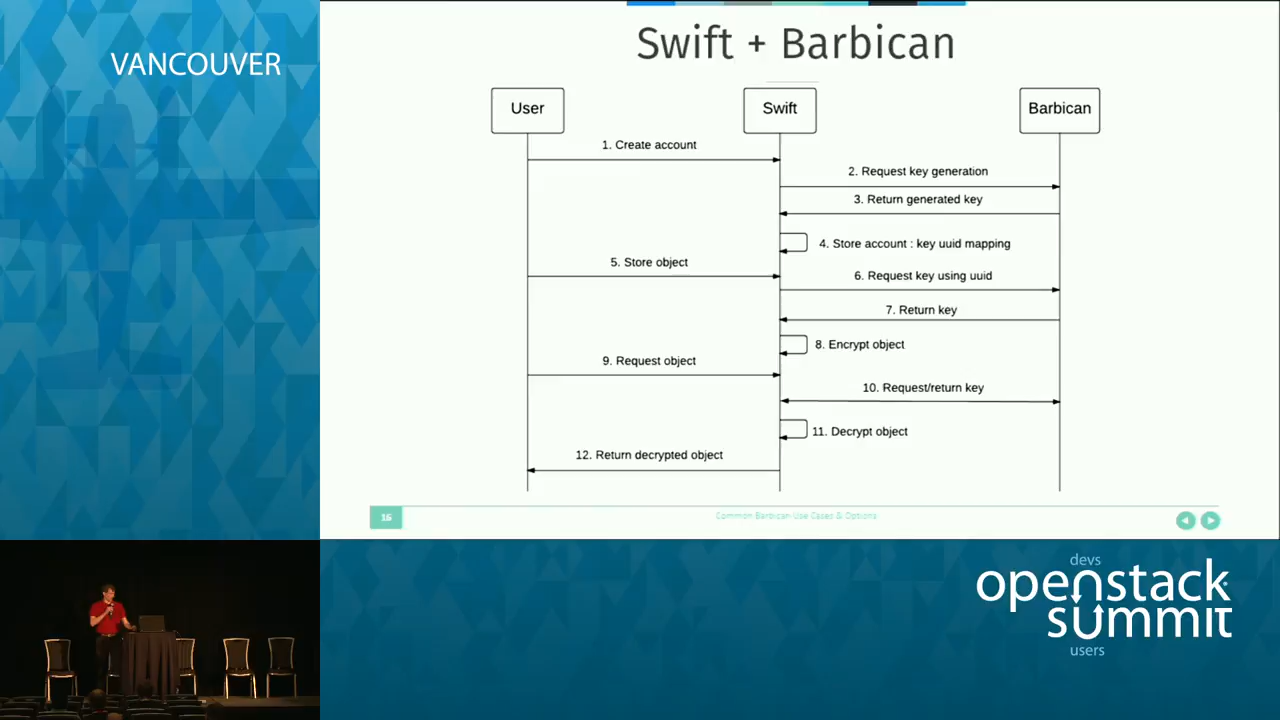 VANCOUVER
Swift + Barbican
User
Swift
Barbican
1. Create account
2. Request key generation
3. Return generated key
4. Store account : key uuid mapping
5. Store object
6. Request key using uuid
7. Return key
8. Encrypt object
9. Request object
10. Request/return key
11. Decrypt object
12. Return decrypted object
16
Common Barbican Use Cases & Options
devs
openstack
summit
users